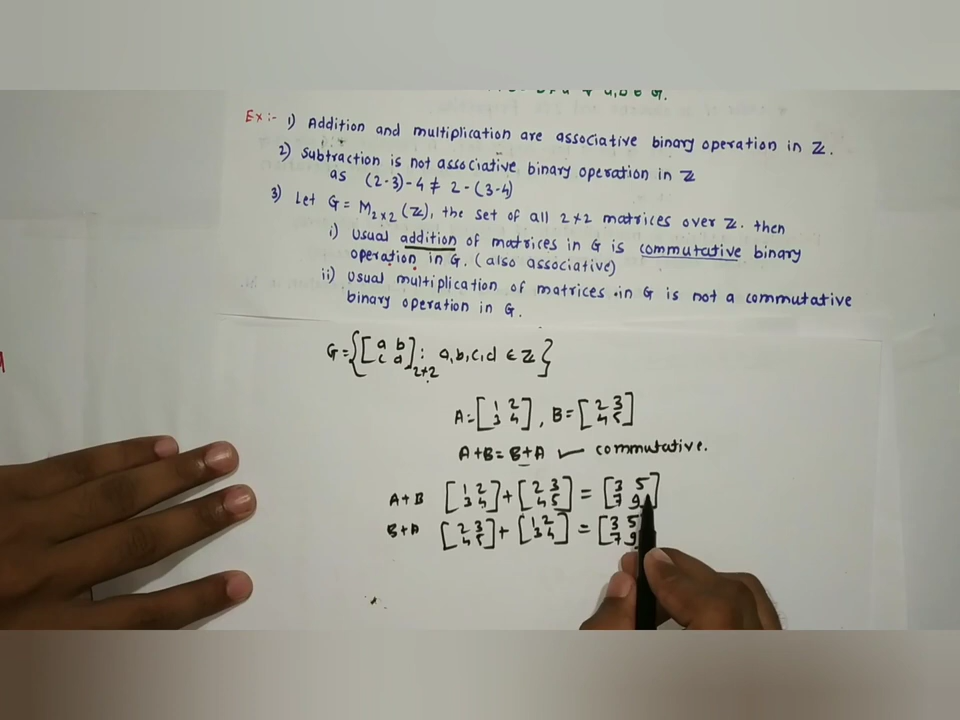 a,b ∈ G.
Ex:- 1) Addition and multiplication are associative binary operation in ℤ.
2) Subtraction is not associative binary operation in ℤ
as (2-3)-4 ≠ 2-(3-4)
3) Let G = M₂ₓ₂(ℤ), the set of all 2×2 matrices over ℤ. then
i) Usual addition of matrices in G is commutative binary
operation in G. (also associative)
ii) Usual multiplication of matrices in G is not a commutative
binary operation in G.
G = {[a b; c d]₂ₓ₂ : a,b,c,d ∈ ℤ}
A = [1 2; 3 4], B = [2 3; 4 5]
A+B = B+A ✓ commutative.
A+B [1 2; 3 4] + [2 3; 4 5] = [3 5; 7 9]
B+A [2 3; 4 5] + [1 2; 3 4] = [3 5; 7 9